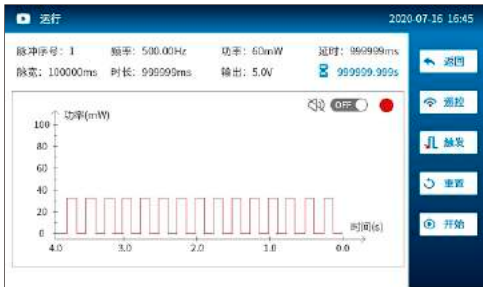 运行 2020-07-16 16:45
脉冲序号: 1 频率: 500.00Hz 功率: 60mW 延时: 999999ms
脉宽: 100000ms 时长: 999999ms 输出: 5.0V 999999.999s
返回
遥控
触发
重置
开始
OFF
功率(mW)
100
80
60
40
20
0
时间(s)
4.0 3.0 2.0 1.0 0.0